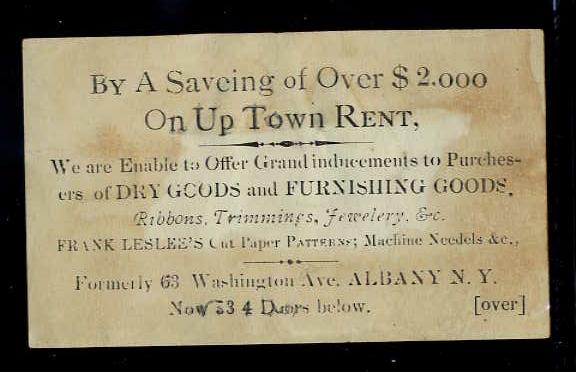 By A Saveing of Over $2.000
On Up Town Rent,
We are Enable to Offer Grand inducements to Purches-
ers of DRY GOODS and FURNISHING GOODS,
Ribbons, Trimmings, Jewelery, &c.
FRANK LESLEE'S Cut Paper Patterns; Machine Needels &c.,
Formerly 63 Washington Ave. ALBANY N. Y.
Now 53 4 Doors below.
[over]